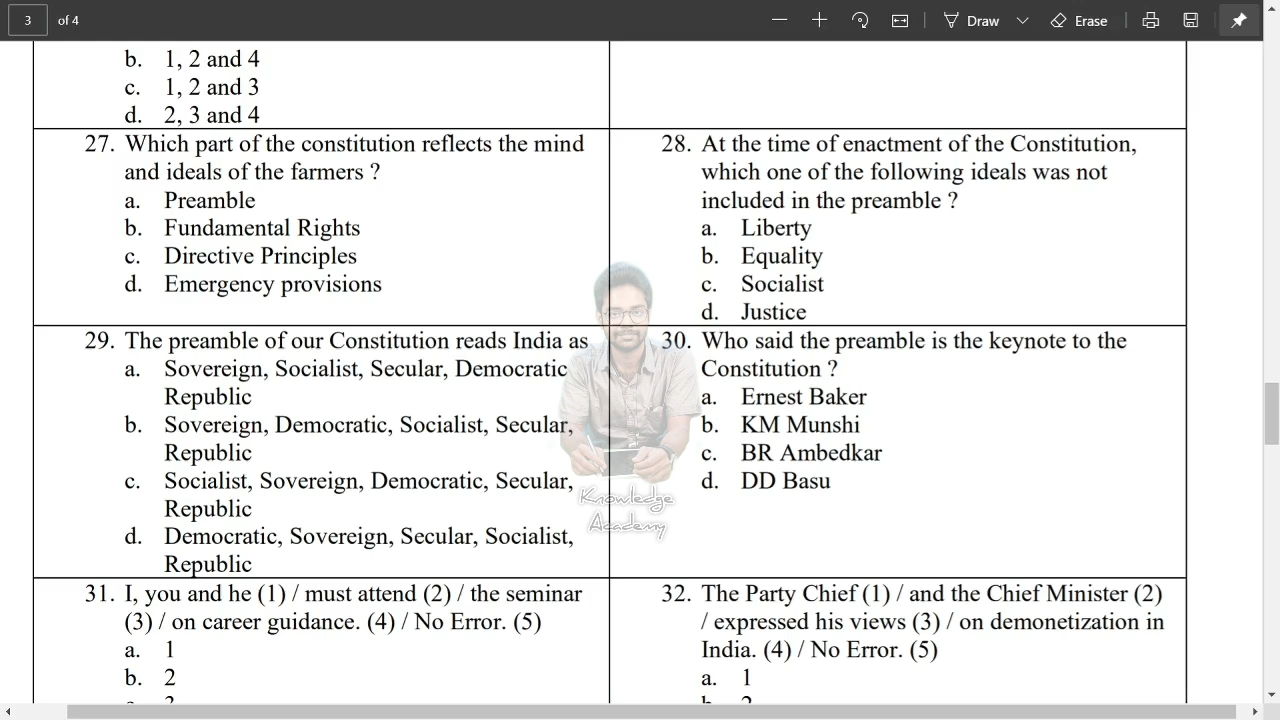 3 of 4 Draw Erase
b. 1, 2 and 4
c. 1, 2 and 3
d. 2, 3 and 4
27. Which part of the constitution reflects the mind
and ideals of the farmers ?
a. Preamble
b. Fundamental Rights
c. Directive Principles
d. Emergency provisions
28. At the time of enactment of the Constitution,
which one of the following ideals was not
included in the preamble ?
a. Liberty
b. Equality
c. Socialist
d. Justice
29. The preamble of our Constitution reads India as
a. Sovereign, Socialist, Secular, Democratic
Republic
b. Sovereign, Democratic, Socialist, Secular,
Republic
c. Socialist, Sovereign, Democratic, Secular,
Republic
d. Democratic, Sovereign, Secular, Socialist,
Republic
30. Who said the preamble is the keynote to the
Constitution ?
a. Ernest Baker
b. KM Munshi
c. BR Ambedkar
d. DD Basu
Knowledge
Academy
31. I, you and he (1) / must attend (2) / the seminar
(3) / on career guidance. (4) / No Error. (5)
a. 1
b. 2
32. The Party Chief (1) / and the Chief Minister (2)
/ expressed his views (3) / on demonetization in
India. (4) / No Error. (5)
a. 1